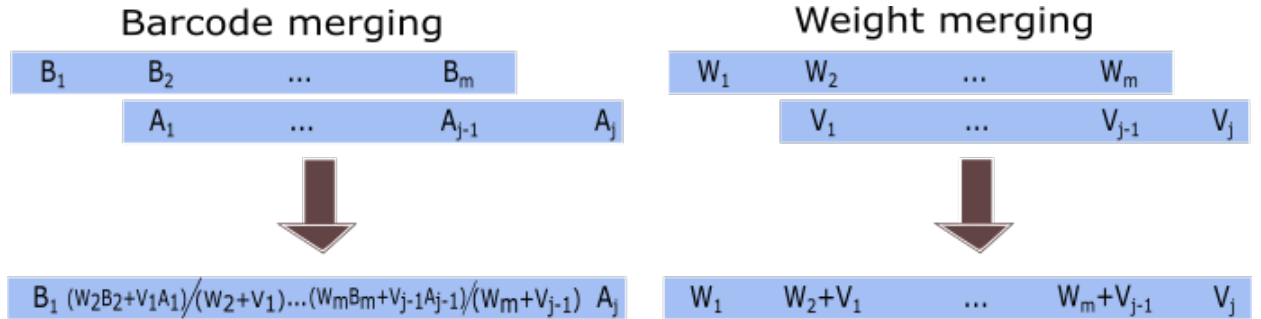 Barcode merging
B₁ B₂ ... Bₘ
A₁ ... Aⱼ₋₁ Aⱼ
B₁ (W₂B₂+V₁A₁)/(W₂+V₁)...(WₘBₘ+Vⱼ₋₁Aⱼ₋₁)/(Wₘ+Vⱼ₋₁) Aⱼ
Weight merging
W₁ W₂ ... Wₘ
V₁ ... Vⱼ₋₁ Vⱼ
W₁ W₂+V₁ ... Wₘ+Vⱼ₋₁ Vⱼ